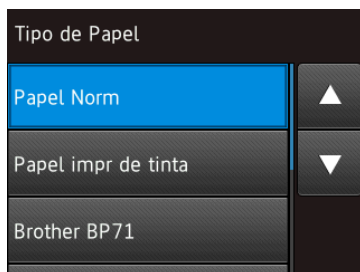 Tipo de Papel
Papel Norm
Papel impr de tinta
Brother BP71